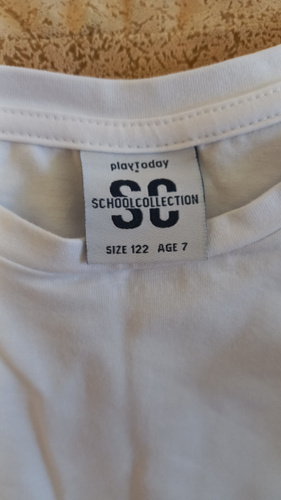 playToday
SC
SCHOOLCOLLECTION
SIZE 122 AGE 7